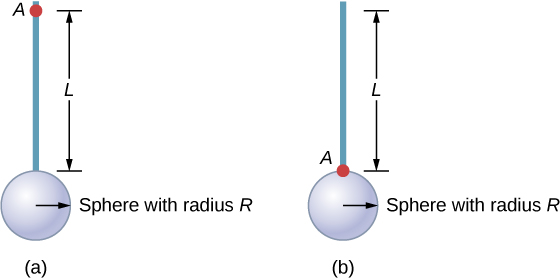 A
L
Sphere with radius R
(a)
L
A
Sphere with radius R
(b)